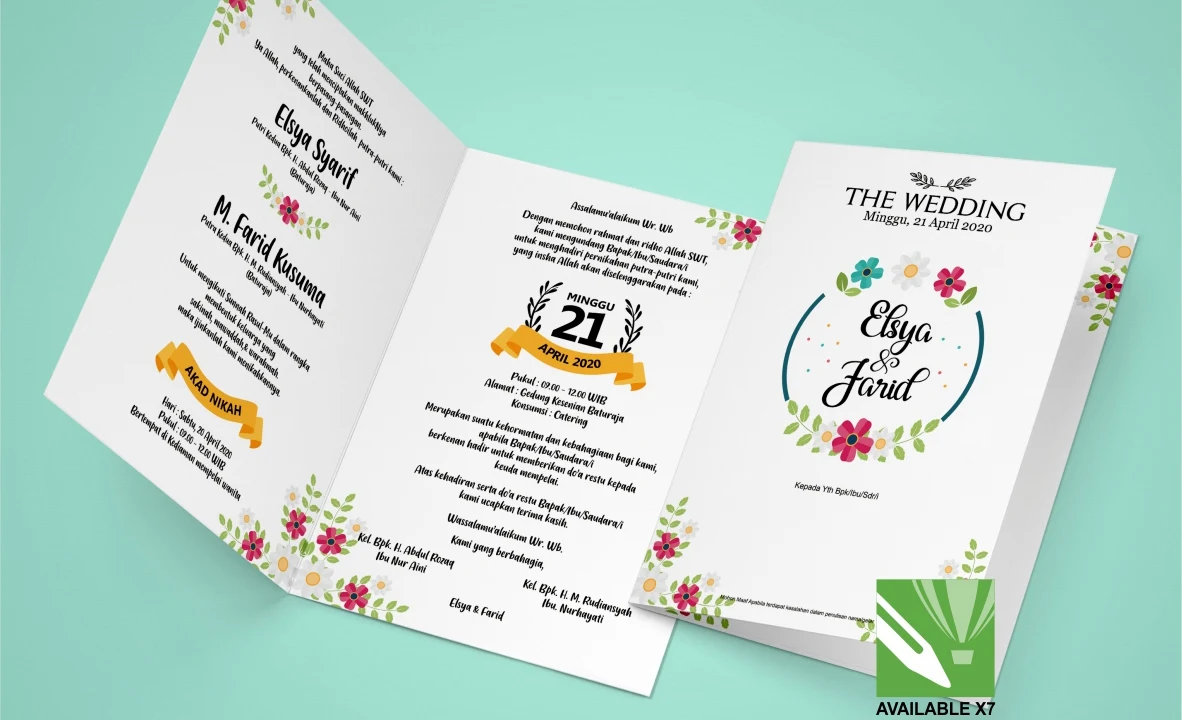 Maha Suci Allah SWT
yang telah menciptakan makhlukNya
berpasang-pasangan.
Ya Allah, perkenankanlah dan Ridhoilah putra-putri kami :
Elsya Syarif
Putri Kedua Bpk. H. Abdul Rozaq - Ibu Nur Aini
(Baturaja)
M. Farid Kusuma
Putra Kedua Bpk. H. M. Rudiansyah - Ibu Nurhayati
(Baturaja)
Untuk mengikuti Sunnah Rasul-Mu dalam rangka
membentuk keluarga yang
sakinah, mawaddah,& warahmah.
maka ijinkanlah kami menikahkannya.
AKAD NIKAH
Hari : Sabtu, 20 April 2020
Pukul : 09.00 - 12.00 WIB
Bertempat di Kediaman mempelai wanita
Assalamu'alaikum Wr. Wb
Dengan memohon rahmat dan ridho Allah SWT,
kami mengundang Bapak/Ibu/Saudara/i
untuk menghadiri pernikahan putra-putri kami,
yang insha Allah akan diselenggarakan pada :
MINGGU
21
APRIL 2020
Pukul : 09.00 - 12.00 WIB
Alamat : Gedung Kesenian Baturaja
Konsumsi : Catering
Merupakan suatu kehormatan dan kebahagiaan bagi kami,
apabila Bapak/Ibu/Saudara/i
berkenan hadir untuk memberikan do'a restu kepada
keuda mempelai.
Atas kehadiran serta do'a restu Bapak/Ibu/Saudara/i
kami ucapkan terima kasih.
Wassalamu'alaikum Wr. Wb.
Kami yang berbahagia,
Kel. Bpk. H. Abdul Rozaq
Ibu Nur Aini
Kel. Bpk. H. M. Rudiansyah
Ibu. Nurhayati
Elsya & Farid
THE WEDDING
Minggu, 21 April 2020
Elsya
&
Farid
Kepada Yth Bpk/Ibu/Sdr/i
Mohon Maaf Apabila terdapat kesalahan dalam penulisan nama/gelar
AVAILABLE X7